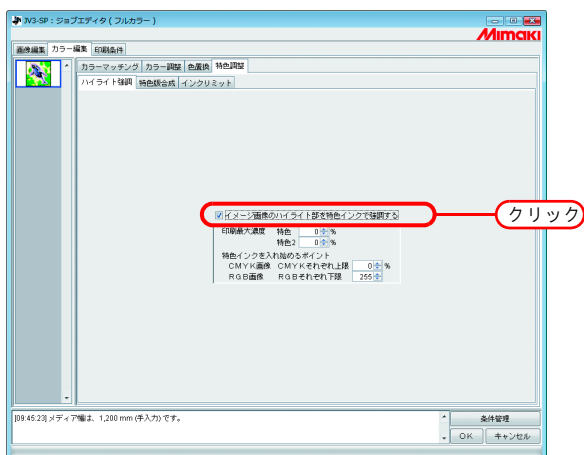 JV3-SP : ジョブエディタ ( フルカラー )
Mimaki
画像編集 カラー編集 印刷条件
カラーマッチング カラー調整 色置換 特色調整
ハイライト強調 特色版合成 インクリミット
イメージ画像のハイライト部を特色インクで強調する
クリック
印刷最大濃度 特色 0 %
特色2 0 %
特色インクを入れ始めるポイント
CMYK画像 CMYKそれぞれ上限 0 %
RGB画像 RGBそれぞれ下限 255
[09:45:23] メディア幅は、1,200 mm (手入力) です。
条件管理
OK キャンセル